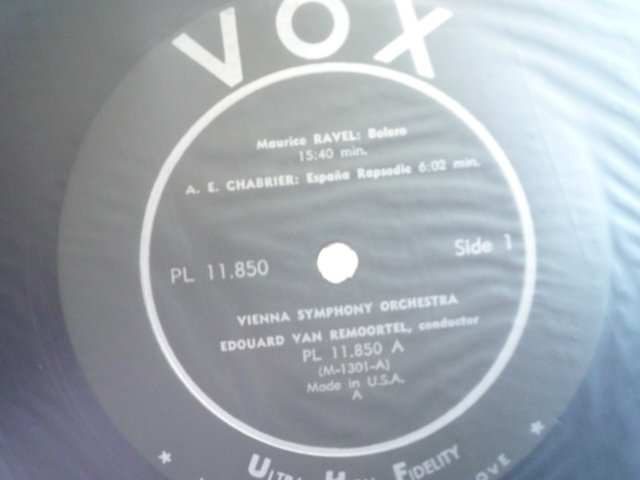 VOX
Maurice RAVEL: Bolero
15:40 min.
A. E. CHABRIER: España Rapsodie 6:02 min.
PL 11.850
Side 1
VIENNA SYMPHONY ORCHESTRA
EDOUARD VAN REMOORTEL, conductor
PL 11.850 A
(M-1301-A)
Made in U.S.A.
A
ULTRA HIGH FIDELITY